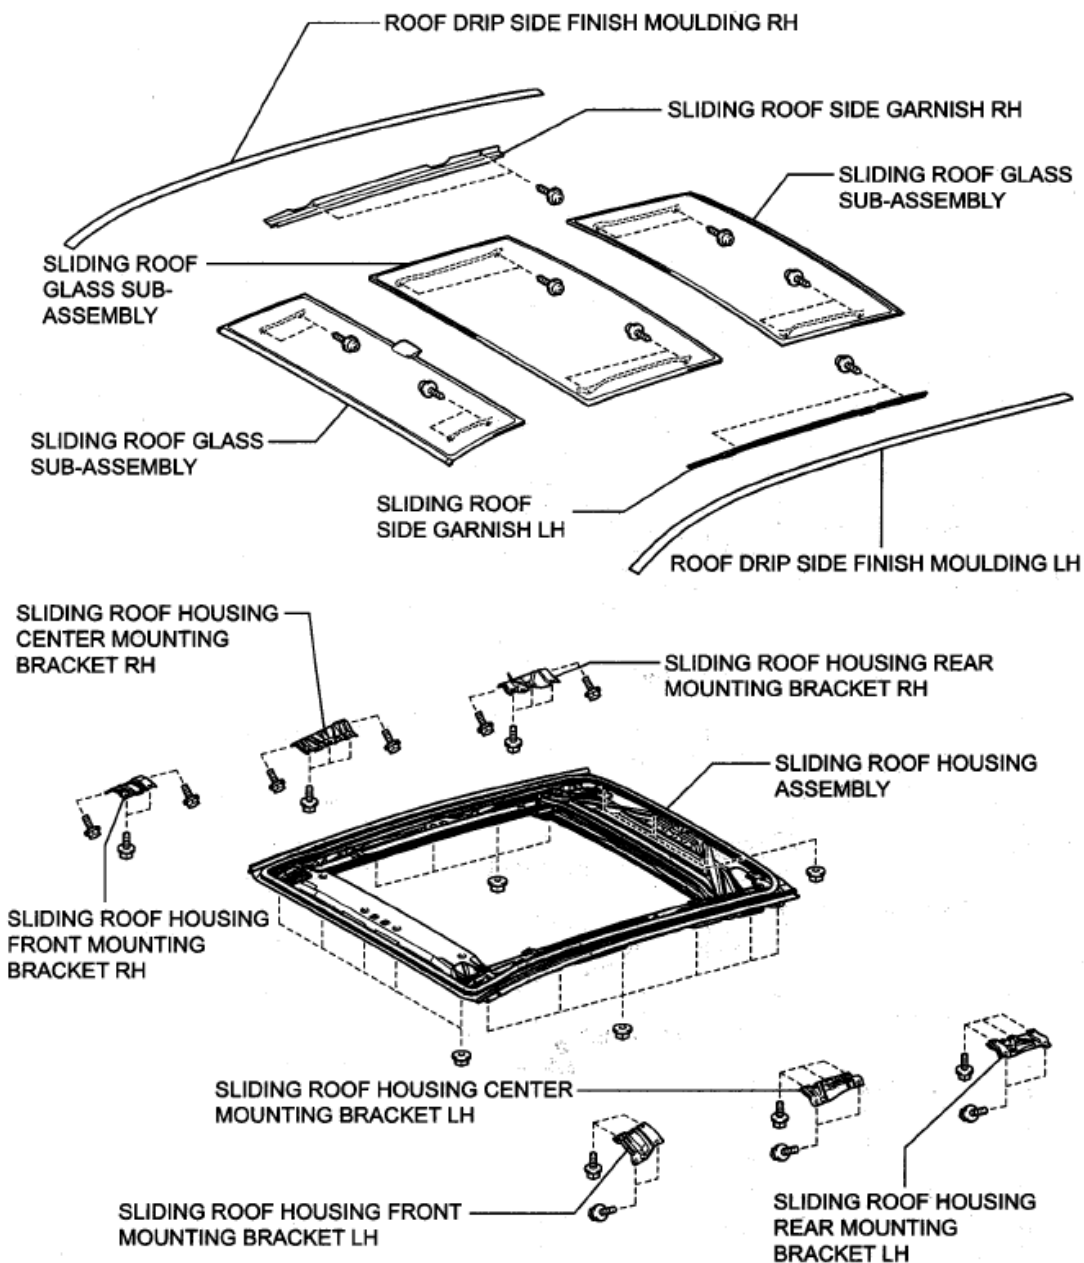 ROOF DRIP SIDE FINISH MOULDING RH
SLIDING ROOF SIDE GARNISH RH
SLIDING ROOF GLASS
SUB-ASSEMBLY
SLIDING ROOF
GLASS SUB-
ASSEMBLY
SLIDING ROOF GLASS
SUB-ASSEMBLY
SLIDING ROOF
SIDE GARNISH LH
ROOF DRIP SIDE FINISH MOULDING LH
SLIDING ROOF HOUSING
CENTER MOUNTING
BRACKET RH
SLIDING ROOF HOUSING REAR
MOUNTING BRACKET RH
SLIDING ROOF HOUSING
ASSEMBLY
SLIDING ROOF HOUSING
FRONT MOUNTING
BRACKET RH
SLIDING ROOF HOUSING CENTER
MOUNTING BRACKET LH
SLIDING ROOF HOUSING FRONT
MOUNTING BRACKET LH
SLIDING ROOF HOUSING
REAR MOUNTING
BRACKET LH